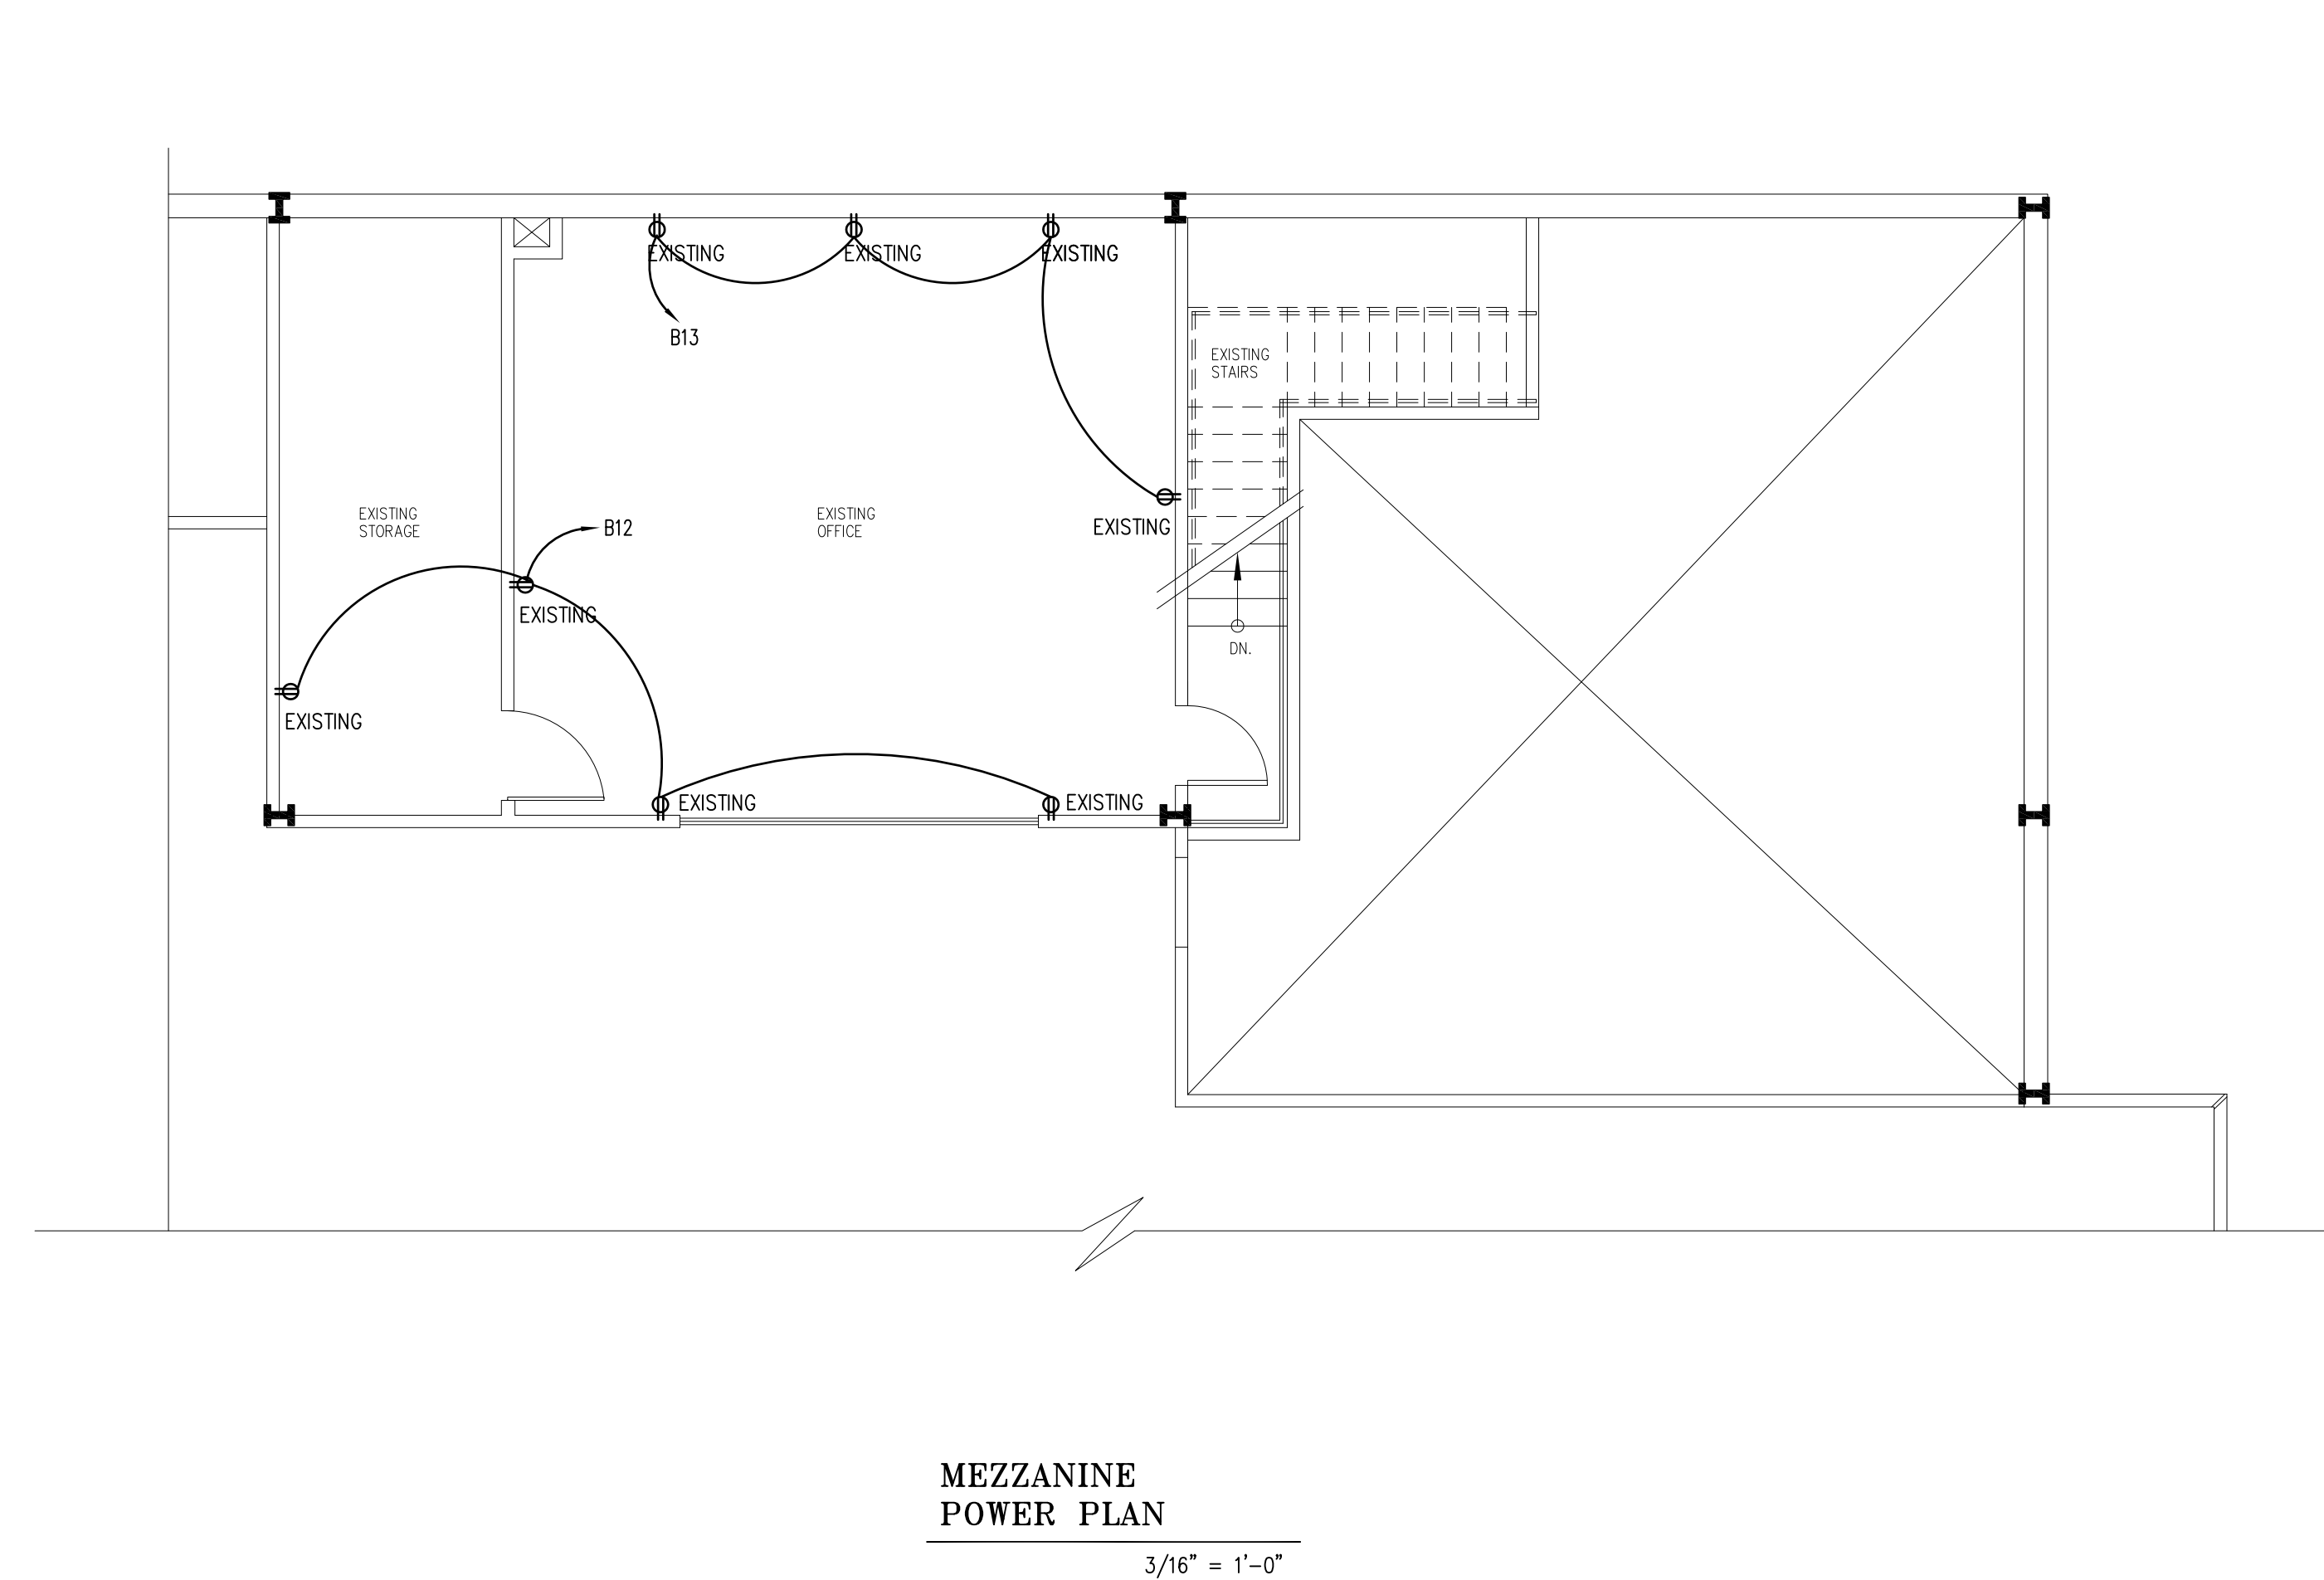 EXISTING
EXISTING
EXISTING
B13
EXISTING
STAIRS
EXISTING
STORAGE
EXISTING
OFFICE
B12
EXISTING
EXISTING
DN.
EXISTING
EXISTING
EXISTING
MEZZANINE
POWER PLAN
3/16" = 1'-0"